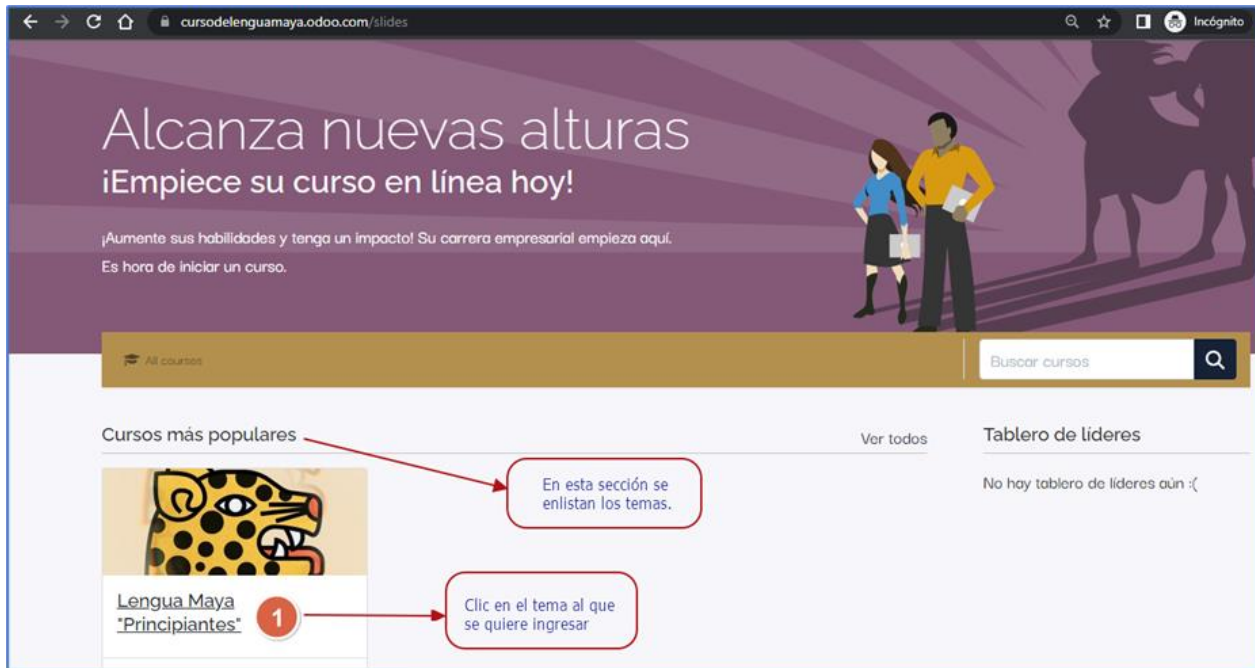 cursodelenguamaya.odoo.com/slides
Incógnito
Alcanza nuevas alturas
¡Empiece su curso en línea hoy!
¡Aumente sus habilidades y tenga un impacto! Su carrera empresarial empieza aquí.
Es hora de iniciar un curso.
All courses
Buscar cursos
Cursos más populares
Ver todos
Tablero de líderes
En esta sección se
enlistan los temas.
No hay tablero de líderes aún :(
Lengua Maya
"Principiantes"
1
Clic en el tema al que
se quiere ingresar